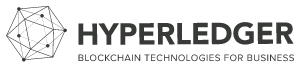 HYPERLEDGER
BLOCKCHAIN TECHNOLOGIES FOR BUSINESS